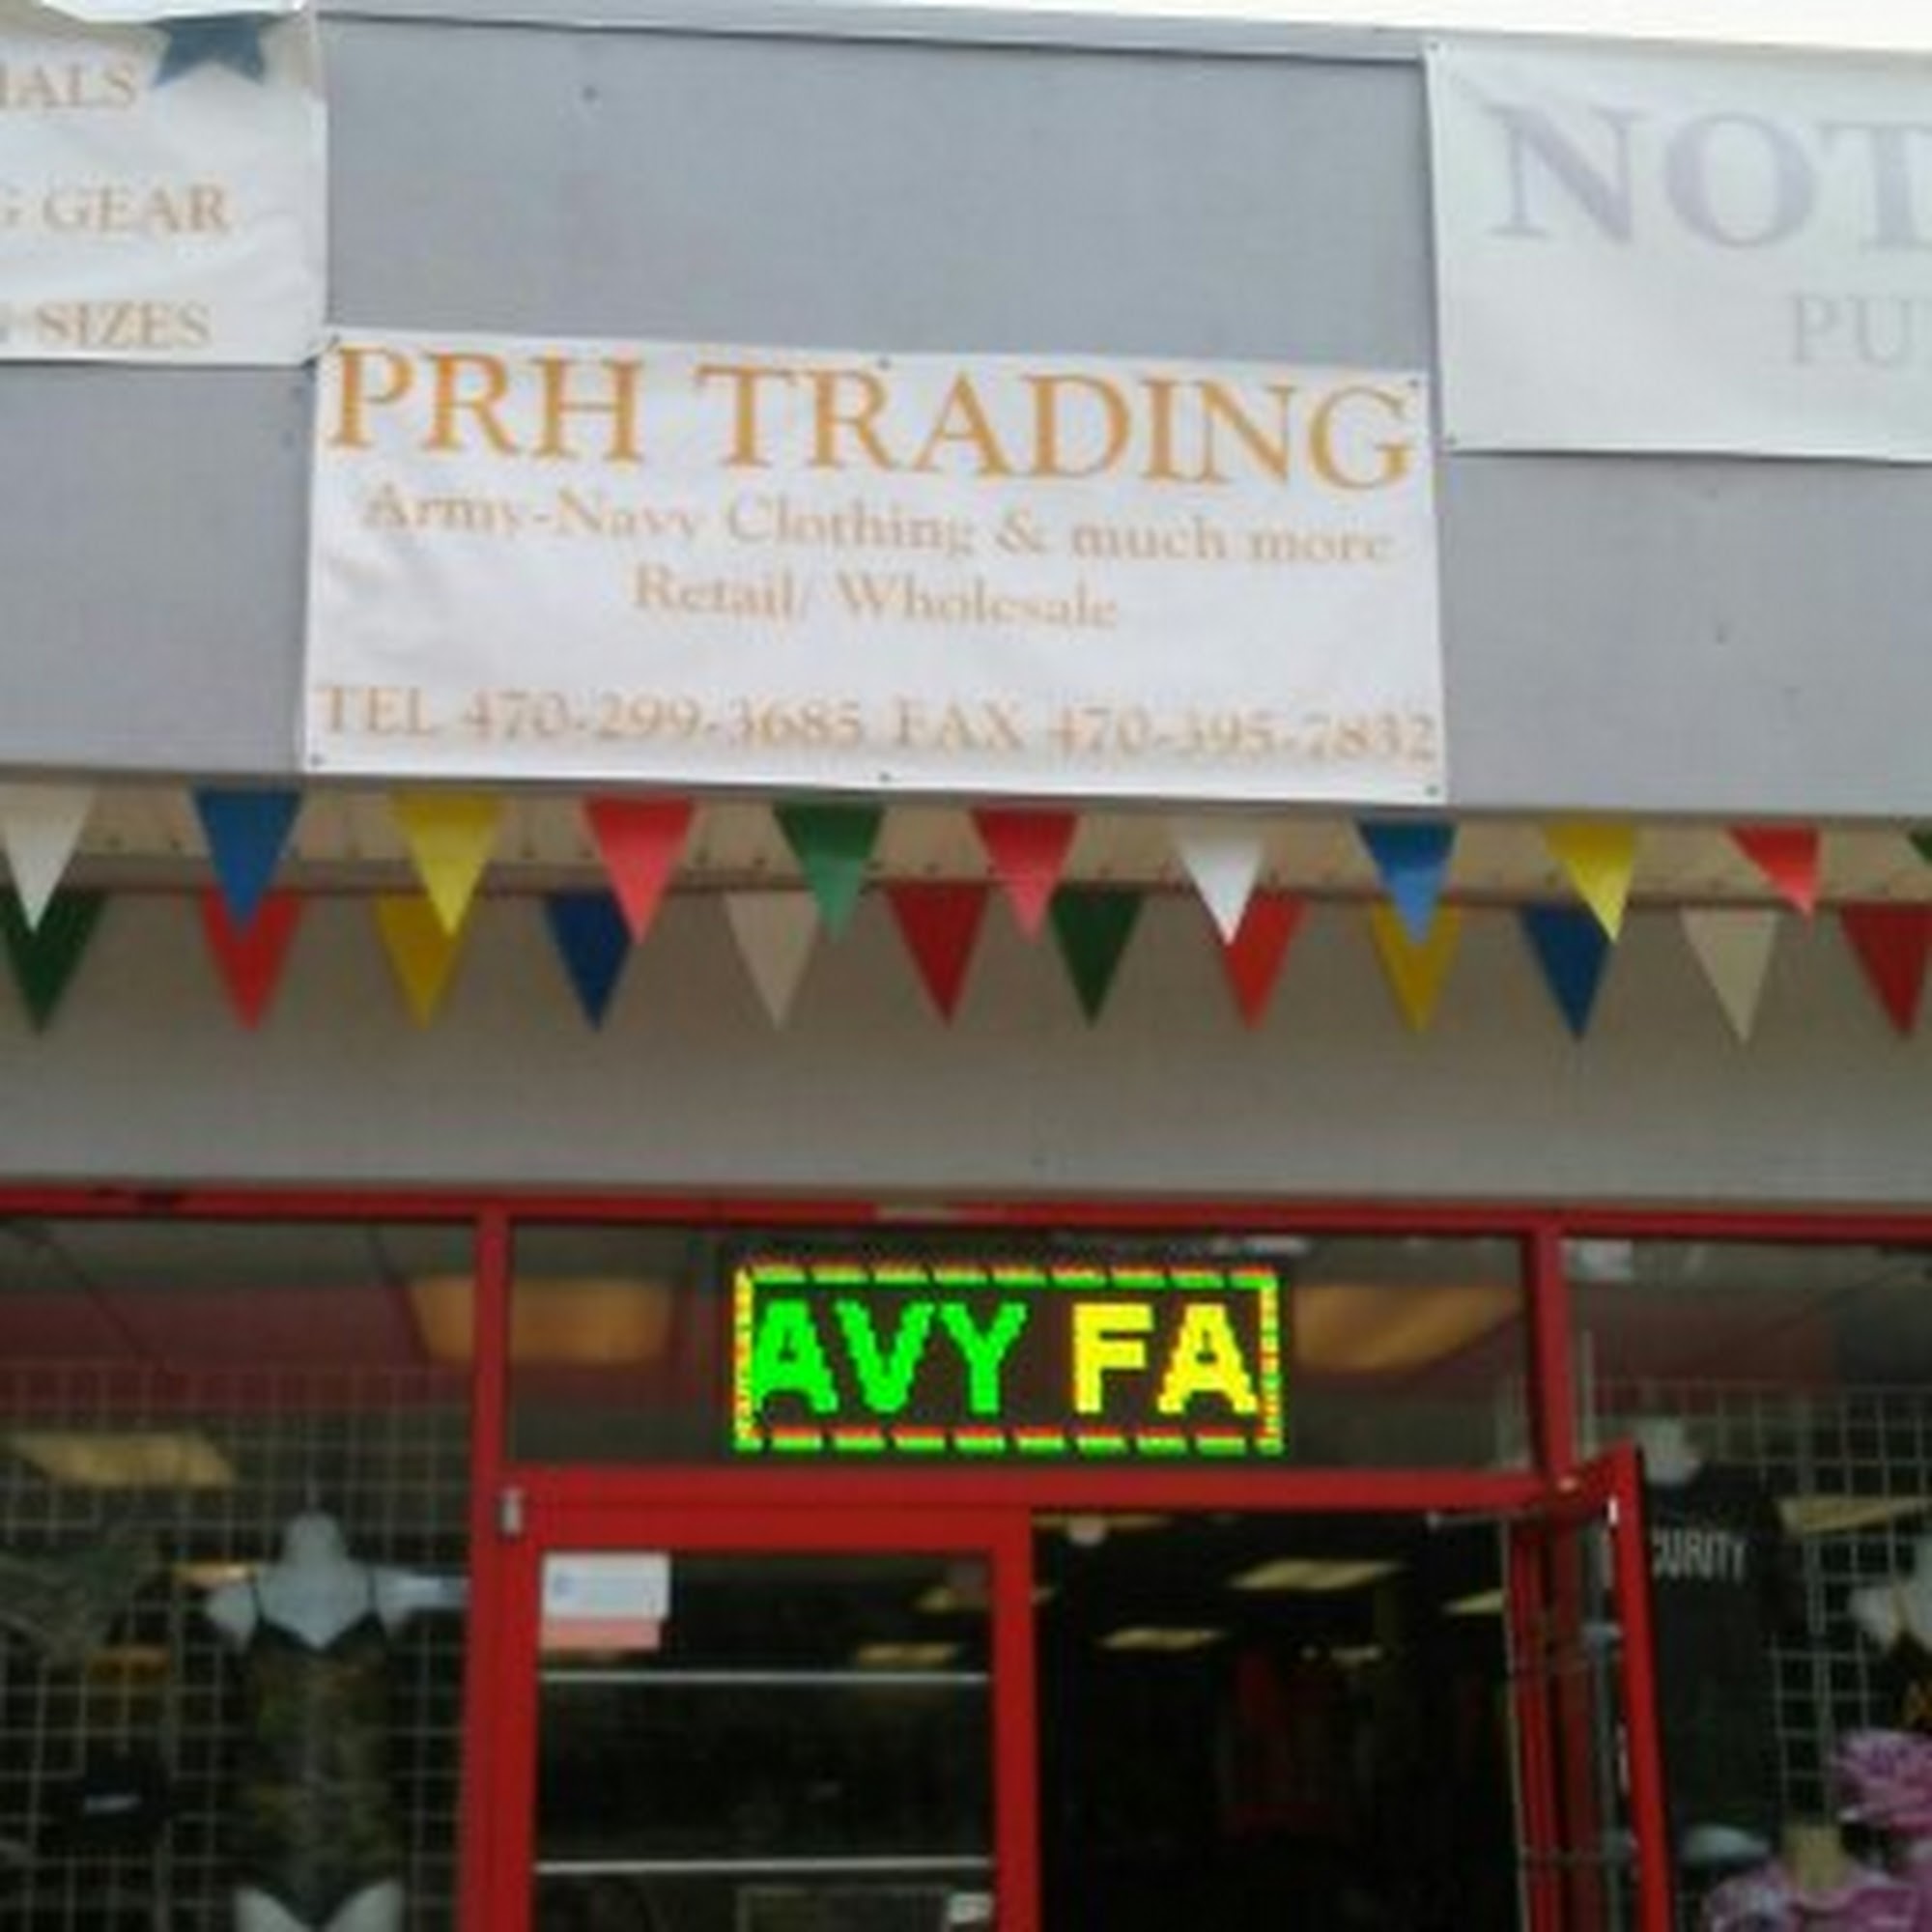 IALS
G GEAR
SIZES
PRH TRADING
Army-Navy Clothing & much more
Retail/ Wholesale
TEL 470-299-3685 FAX 470-395-7832
NOT
PU
AVY FA
CURITY